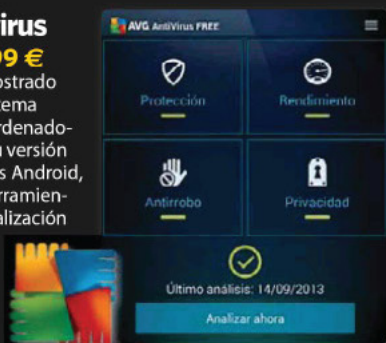 irus
99 €
ostrado
tema
rdenado-
u versión
s Android,
rramien-
alización
AVG AntiVirus FREE
Protección
Rendimiento
Antirrobo
Privacidad
Último análisis: 14/09/2013
Analizar ahora